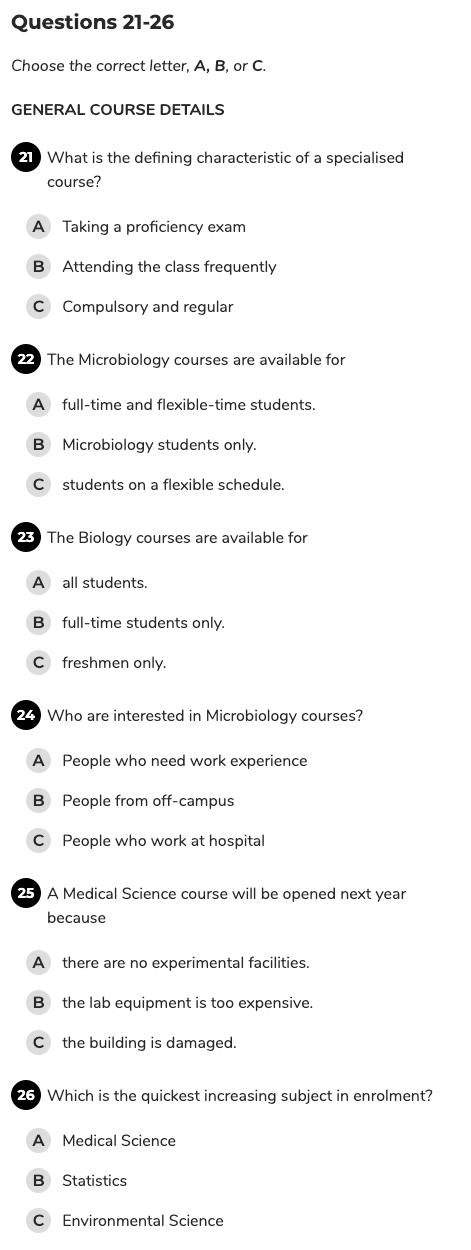 Questions 21-26
Choose the correct letter, A, B, or C.
GENERAL COURSE DETAILS
21 What is the defining characteristic of a specialised
course?
A Taking a proficiency exam
B Attending the class frequently
C Compulsory and regular
22 The Microbiology courses are available for
A full-time and flexible-time students.
B Microbiology students only.
C students on a flexible schedule.
23 The Biology courses are available for
A all students.
B full-time students only.
C freshmen only.
24 Who are interested in Microbiology courses?
A People who need work experience
B People from off-campus
C People who work at hospital
25 A Medical Science course will be opened next year
because
A there are no experimental facilities.
B the lab equipment is too expensive.
C the building is damaged.
26 Which is the quickest increasing subject in enrolment?
A Medical Science
B Statistics
C Environmental Science